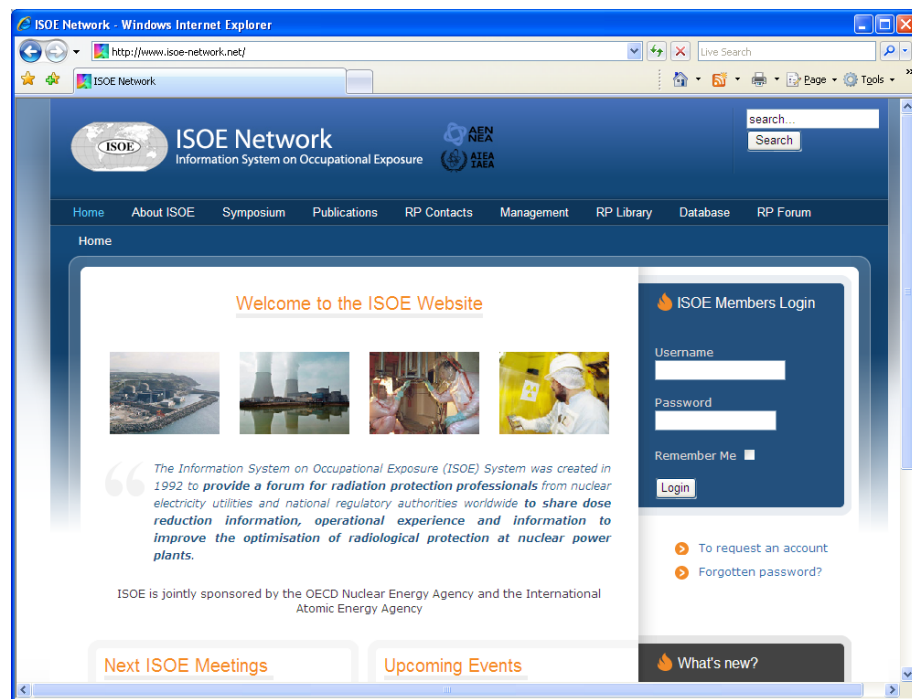 ISOE Network - Windows Internet Explorer
http://www.isoe-network.net/
Live Search
ISOE Network
Page
Tools
ISOE
ISOE Network
Information System on Occupational Exposure
AEN
NEA
AIEA
IAEA
search...
Search
Home About ISOE Symposium Publications RP Contacts Management RP Library Database RP Forum
Home
Welcome to the ISOE Website
The Information System on Occupational Exposure (ISOE) System was created in
1992 to provide a forum for radiation protection professionals from nuclear
electricity utilities and national regulatory authorities worldwide to share dose
reduction information, operational experience and information to
improve the optimisation of radiological protection at nuclear power
plants.
ISOE is jointly sponsored by the OECD Nuclear Energy Agency and the International
Atomic Energy Agency
Next ISOE Meetings
Upcoming Events
ISOE Members Login
Username
Password
Remember Me
Login
To request an account
Forgotten password?
What's new?